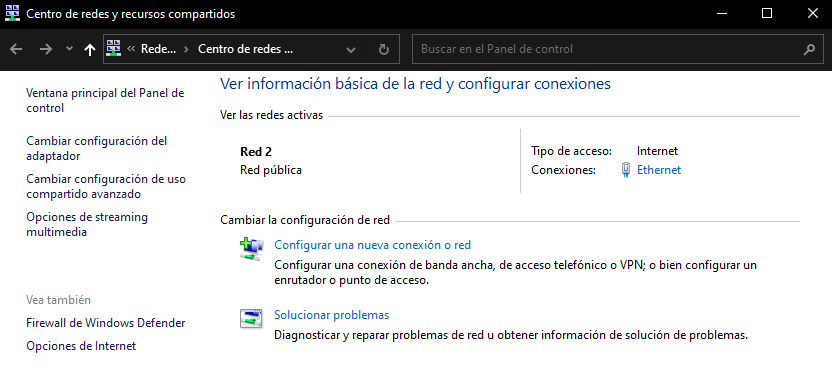 Centro de redes y recursos compartidos
Rede...
Centro de redes ...
Buscar en el Panel de control
Ventana principal del Panel de
control
Cambiar configuración del
adaptador
Cambiar configuración de uso
compartido avanzado
Opciones de streaming
multimedia
Vea también
Firewall de Windows Defender
Opciones de Internet
Ver información básica de la red y configurar conexiones
Ver las redes activas
Red 2
Red pública
Tipo de acceso: Internet
Conexiones: Ethernet
Cambiar la configuración de red
Configurar una nueva conexión o red
Configurar una conexión de banda ancha, de acceso telefónico o VPN; o bien configurar un
enrutador o punto de acceso.
Solucionar problemas
Diagnosticar y reparar problemas de red u obtener información de solución de problemas.